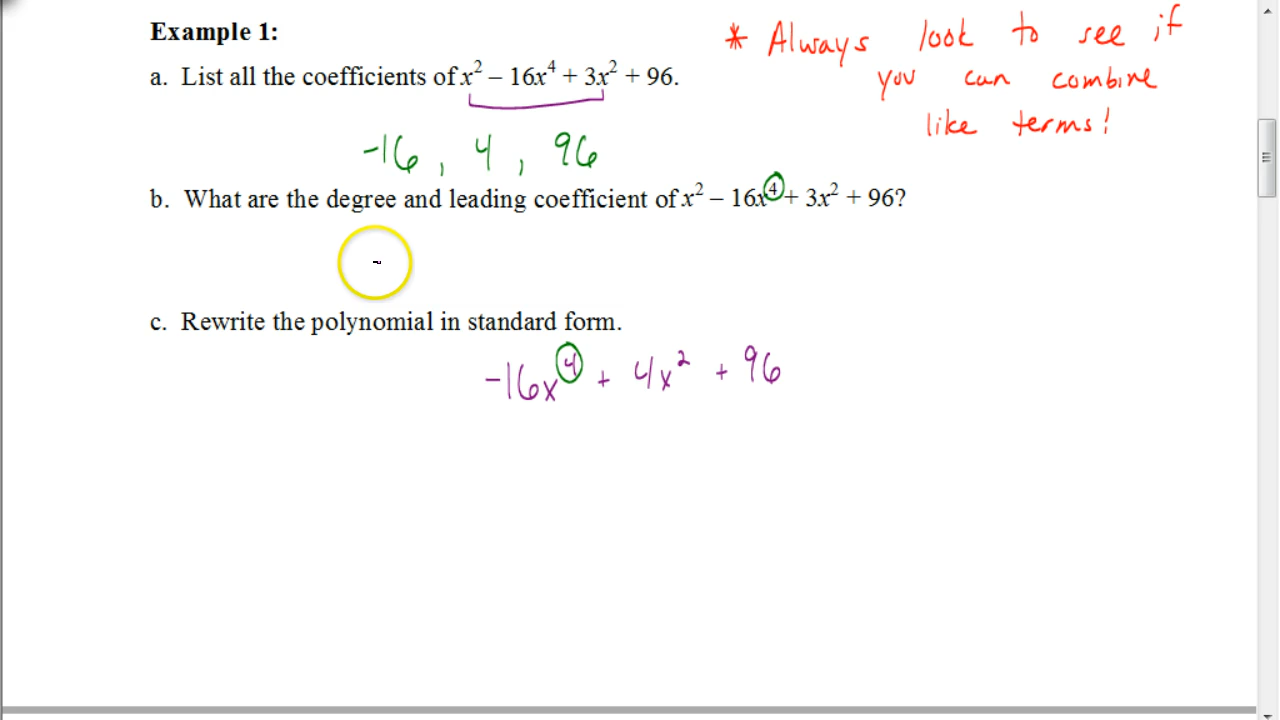 Example 1:
* Always look to see if
a. List all the coefficients of x² – 16x⁴ + 3x² + 96.
you can combine
like terms!
-16, 4, 96
b. What are the degree and leading coefficient of x² – 16x⁴ + 3x² + 96?
c. Rewrite the polynomial in standard form.
-16x⁴ + 4x² + 96